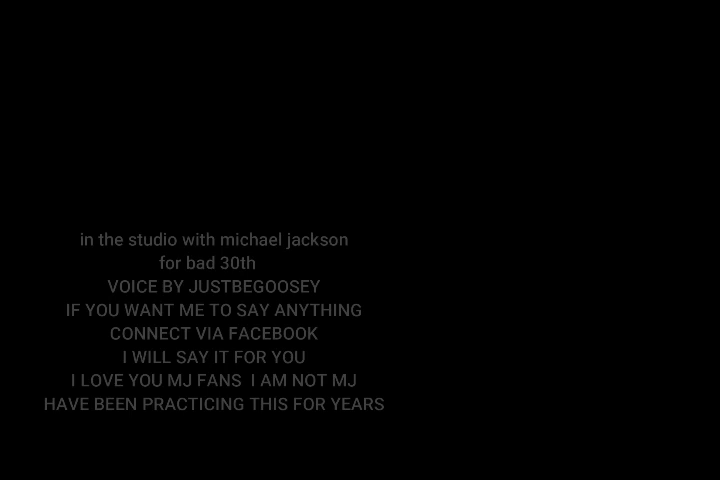 in the studio with michael jackson
for bad 30th
VOICE BY JUSTBEGOOSEY
IF YOU WANT ME TO SAY ANYTHING
CONNECT VIA FACEBOOK
I WILL SAY IT FOR YOU
I LOVE YOU MJ FANS  I AM NOT MJ
HAVE BEEN PRACTICING THIS FOR YEARS